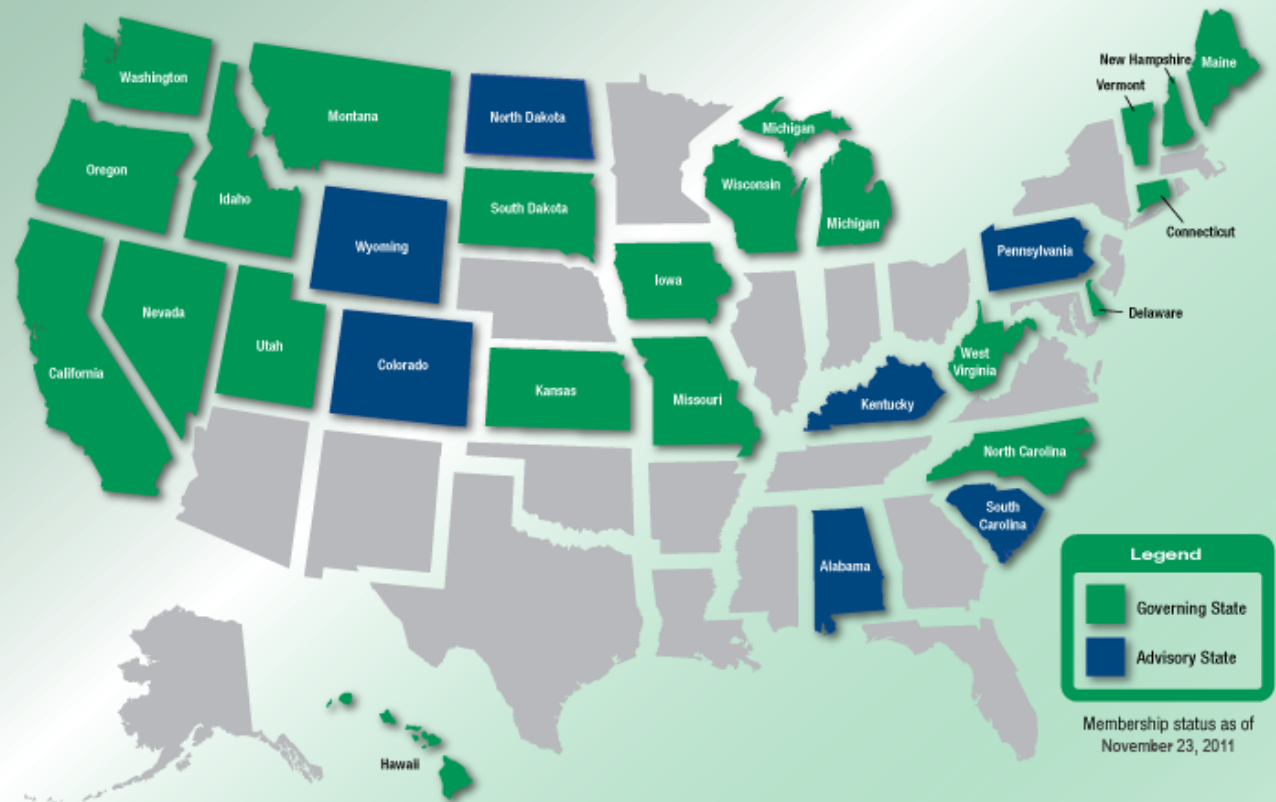 Washington
Montana
North Dakota
Michigan
New Hampshire
Maine
Vermont
Oregon
Idaho
South Dakota
Wisconsin
Michigan
Connecticut
Wyoming
Pennsylvania
Iowa
Nevada
Delaware
Utah
Colorado
California
Kansas
Missouri
West
Virginia
Kentucky
North Carolina
South
Carolina
Alabama
Hawaii
Legend
Governing State
Advisory State
Membership status as of
November 23, 2011